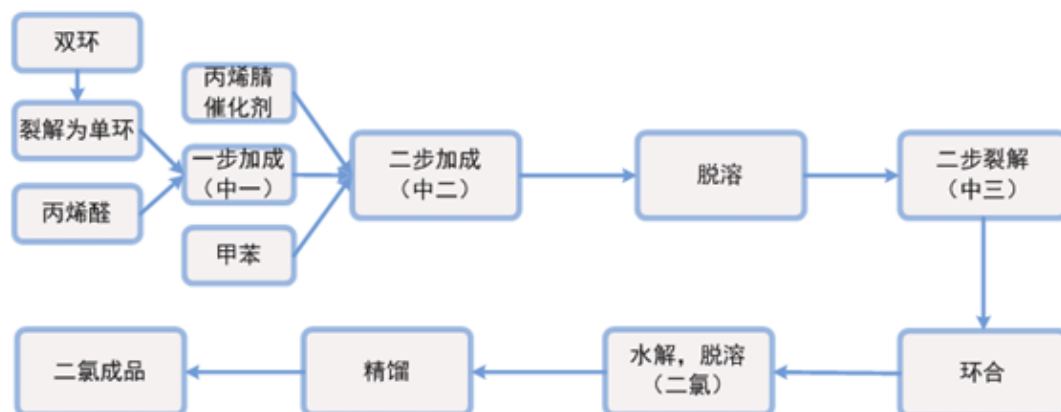 双环
裂解为单环
丙烯醛
丙烯腈
催化剂
一步加成
（中一）
甲苯
二步加成
（中二）
脱溶
二步裂解
（中三）
环合
水解，脱溶
（二氯）
精馏
二氯成品